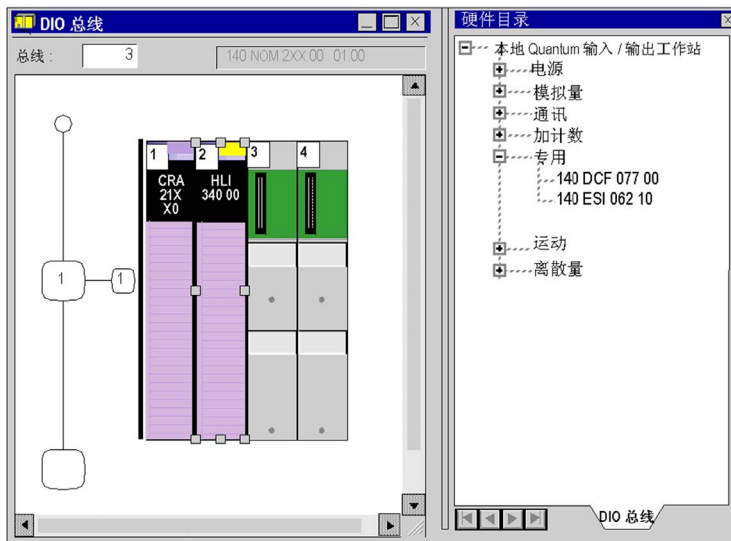 DIO 总线
总线 :
3
140 NOM 2XX 00 01.00
1
2
3
4
CRA
21X
X0
HLI
340 00
1
1
硬件目录
本地 Quantum 输入 / 输出工作站
电源
模拟量
通讯
加计数
专用
140 DCF 077 00
140 ESI 062 10
运动
离散量
DIO 总线